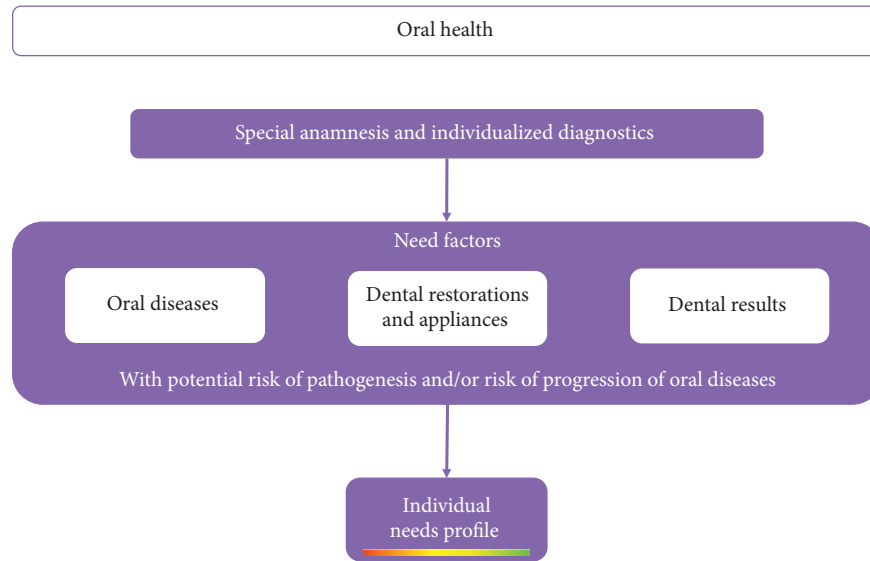 Oral health
Special anamnesis and individualized diagnostics
Need factors
Oral diseases
Dental restorations
and appliances
Dental results
With potential risk of pathogenesis and/or risk of progression of oral diseases
Individual
needs profile